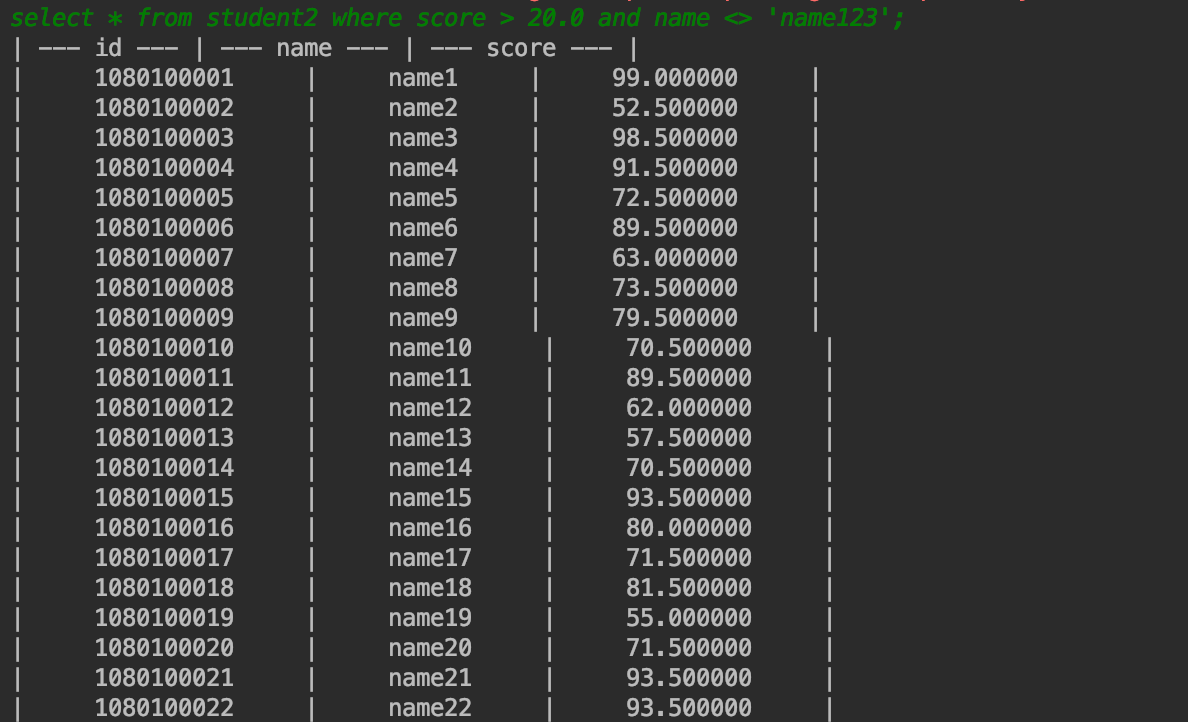 select * from student2 where score > 20.0 and name <> 'name123';
| --- id --- | --- name --- | --- score --- |
| 1080100001 | name1 | 99.000000 |
| 1080100002 | name2 | 52.500000 |
| 1080100003 | name3 | 98.500000 |
| 1080100004 | name4 | 91.500000 |
| 1080100005 | name5 | 72.500000 |
| 1080100006 | name6 | 89.500000 |
| 1080100007 | name7 | 63.000000 |
| 1080100008 | name8 | 73.500000 |
| 1080100009 | name9 | 79.500000 |
| 1080100010 | name10 | 70.500000 |
| 1080100011 | name11 | 89.500000 |
| 1080100012 | name12 | 62.000000 |
| 1080100013 | name13 | 57.500000 |
| 1080100014 | name14 | 70.500000 |
| 1080100015 | name15 | 93.500000 |
| 1080100016 | name16 | 80.000000 |
| 1080100017 | name17 | 71.500000 |
| 1080100018 | name18 | 81.500000 |
| 1080100019 | name19 | 55.000000 |
| 1080100020 | name20 | 71.500000 |
| 1080100021 | name21 | 93.500000 |
| 1080100022 | name22 | 93.500000 |